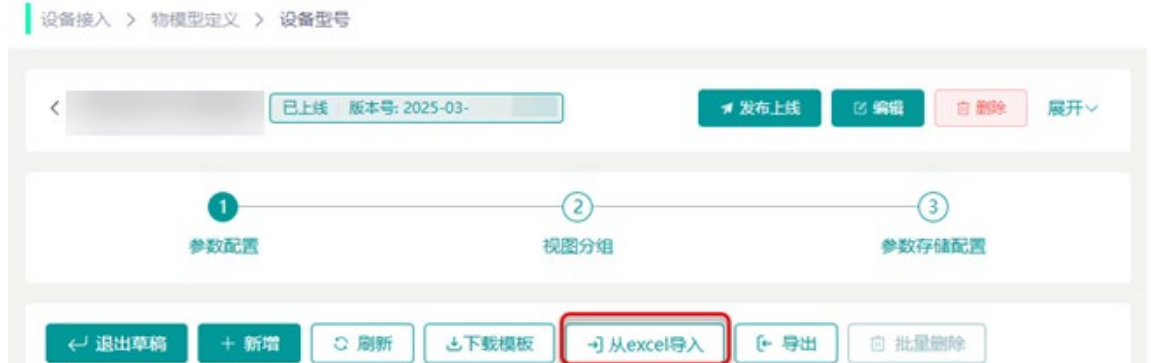 设备接入 > 物模型定义 > 设备型号
已上线 版本号: 2025-03- 发布上线 编辑 删除 展开
1 2 3
参数配置 视图分组 参数存储配置
退出草稿 + 新增 刷新 下载模板 从excel导入 导出 批量删除